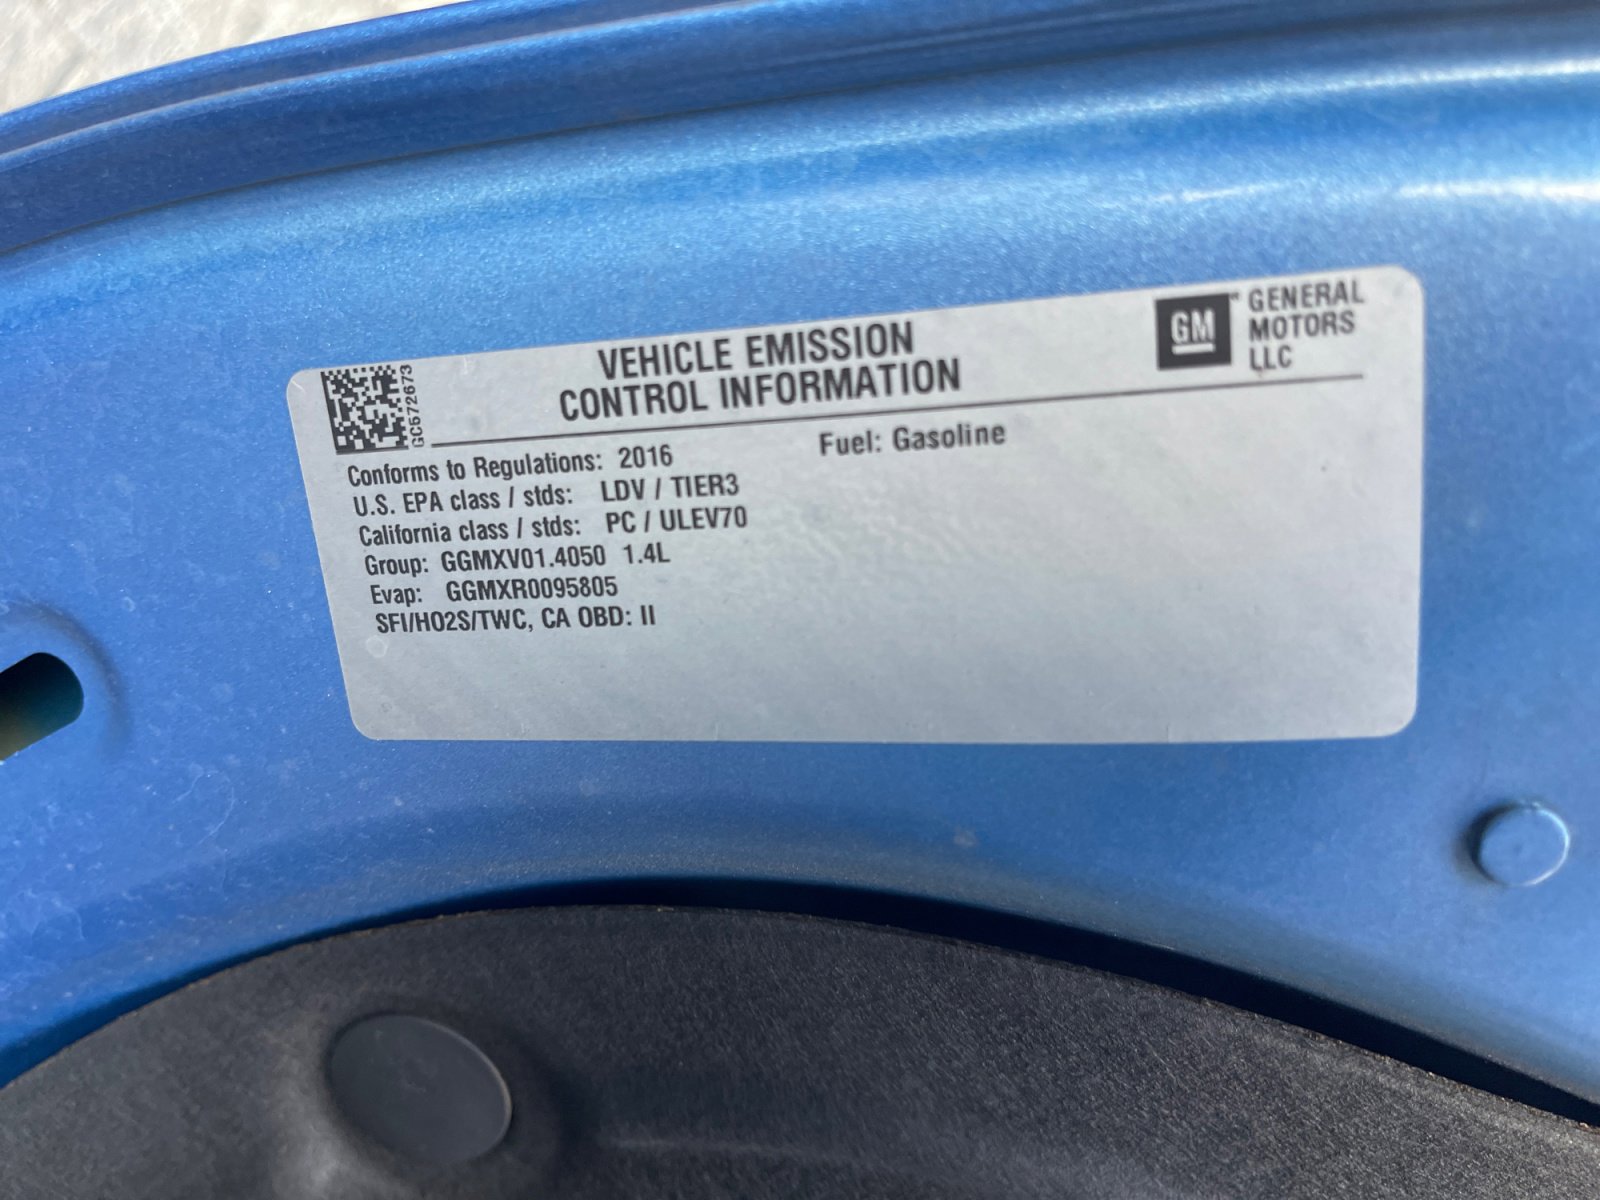 GC572673
VEHICLE EMISSION
CONTROL INFORMATION
GM
GENERAL
MOTORS
LLC
Conforms to Regulations: 2016
Fuel: Gasoline
U.S. EPA class / stds: LDV / TIER3
California class / stds: PC / ULEV70
Group: GGMXV01.4050 1.4L
Evap: GGMXR0095805
SFI/HO2S/TWC, CA OBD: II